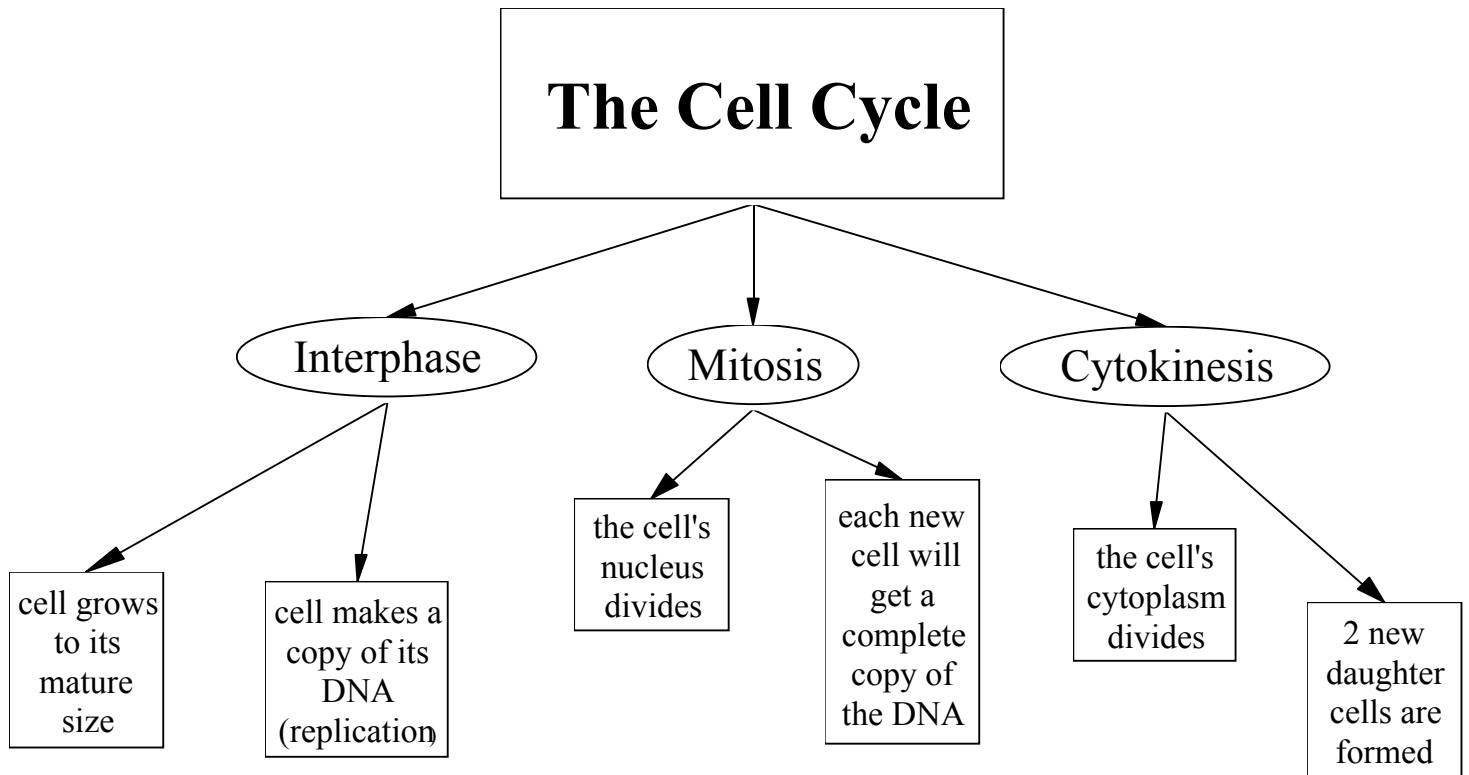 The Cell Cycle
Interphase
Mitosis
Cytokinesis
cell grows
to its
mature
size
cell makes a
copy of its
DNA
(replication)
the cell's
nucleus
divides
each new
cell will
get a
complete
copy of
the DNA
the cell's
cytoplasm
divides
2 new
daughter
cells are
formed